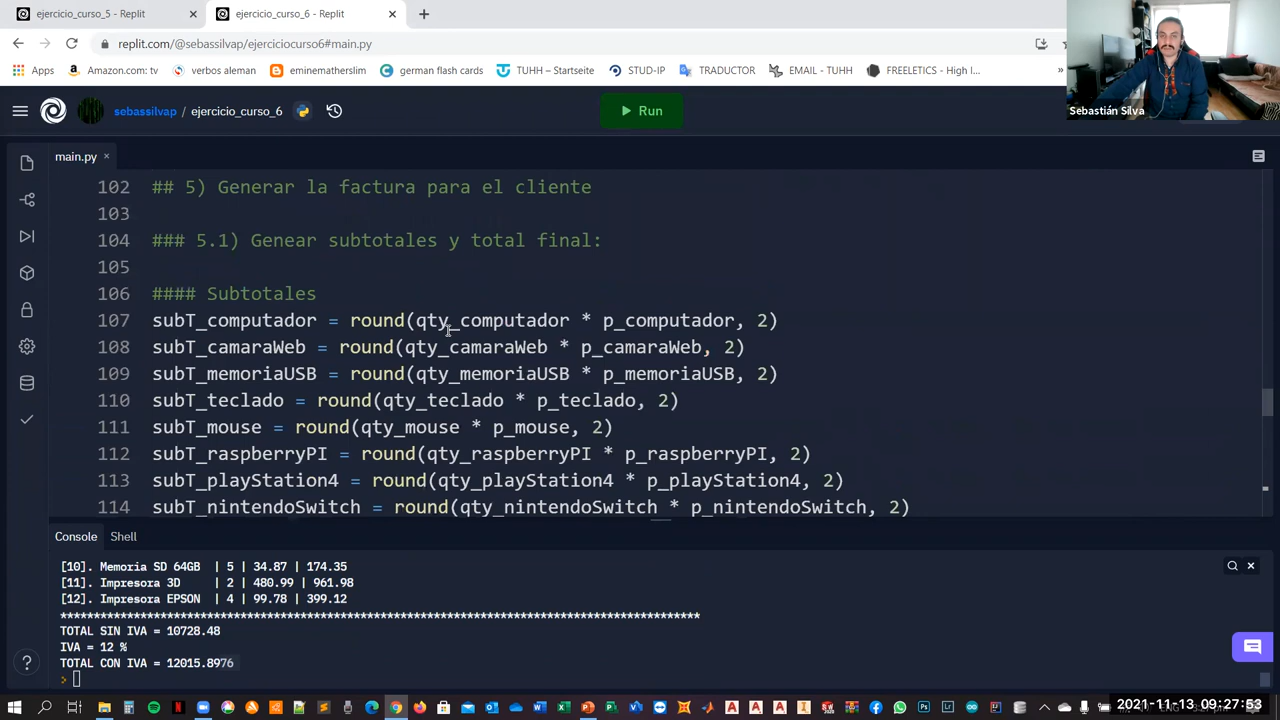 ejercicio_curso_5 - Replit
ejercicio_curso_6 - Replit
replit.com/@sebassilvap/ejerciciocurso6#main.py
Apps
Amazon.com: tv
verbos aleman
eminematherslim
german flash cards
TUHH – Startseite
STUD-IP
TRADUCTOR
EMAIL - TUHH
FREELETICS - High I...
Sebastián Silva
sebassilvap / ejercicio_curso_6
Run
main.py
102 ## 5) Generar la factura para el cliente
103
104 ### 5.1) Genear subtotales y total final:
105
106 #### Subtotales
107 subT_computador = round(qty_computador * p_computador, 2)
108 subT_camaraWeb = round(qty_camaraWeb * p_camaraWeb, 2)
109 subT_memoriaUSB = round(qty_memoriaUSB * p_memoriaUSB, 2)
110 subT_teclado = round(qty_teclado * p_teclado, 2)
111 subT_mouse = round(qty_mouse * p_mouse, 2)
112 subT_raspberryPI = round(qty_raspberryPI * p_raspberryPI, 2)
113 subT_playStation4 = round(qty_playStation4 * p_playStation4, 2)
114 subT_nintendoSwitch = round(qty_nintendoSwitch * p_nintendoSwitch, 2)
Console
Shell
[10]. Memoria SD 64GB | 5 | 34.87 | 174.35
[11]. Impresora 3D | 2 | 480.99 | 961.98
[12]. Impresora EPSON | 4 | 99.78 | 399.12
************************************************************************************************
TOTAL SIN IVA = 10728.48
IVA = 12 %
TOTAL CON IVA = 12015.8976
2021-11-13 09:27:53